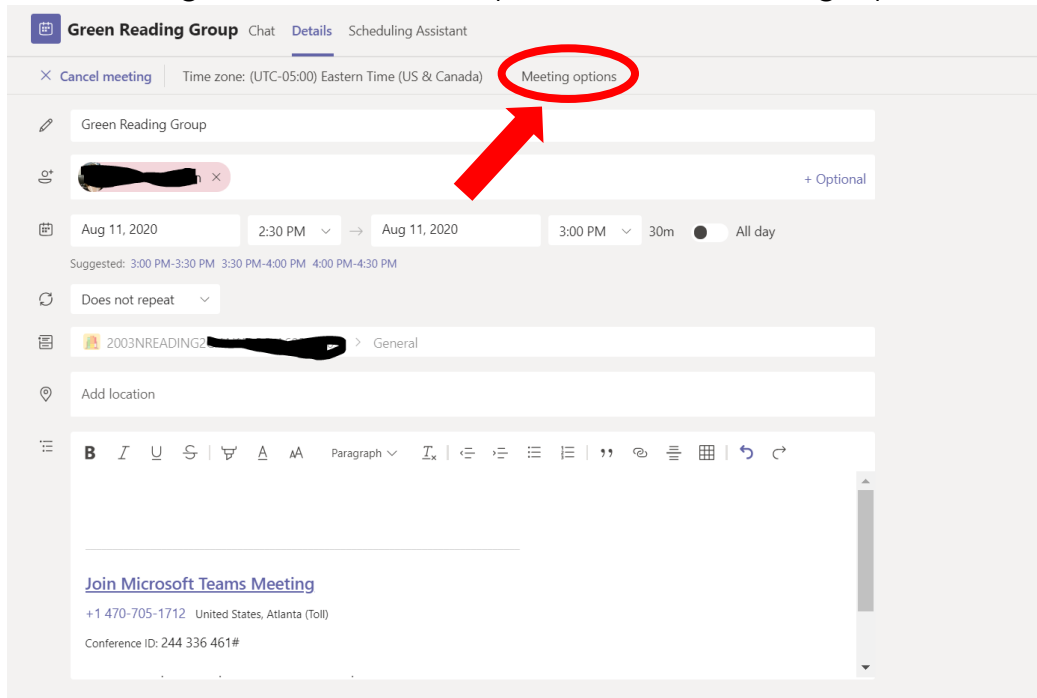 Green Reading Group Chat Details Scheduling Assistant
× Cancel meeting Time zone: (UTC-05:00) Eastern Time (US & Canada) Meeting options
Green Reading Group
+ Optional
Aug 11, 2020 2:30 PM → Aug 11, 2020 3:00 PM 30m All day
Suggested: 3:00 PM-3:30 PM 3:30 PM-4:00 PM 4:00 PM-4:30 PM
Does not repeat
> General
Add location
B I U S A AA Paragraph Ix
Join Microsoft Teams Meeting
+1 470-705-1712 United States, Atlanta (Toll)
Conference ID: 244 336 461#